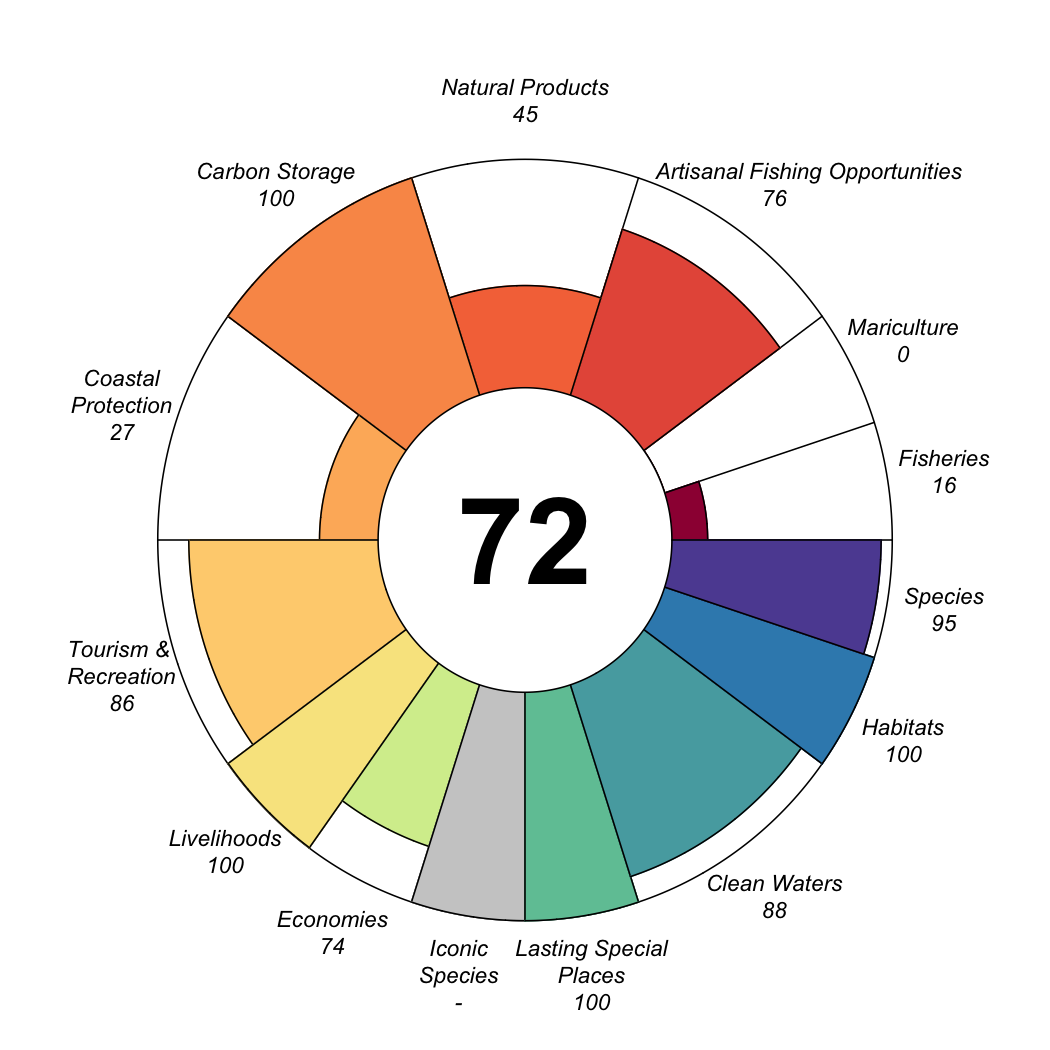 Natural Products
45
Carbon Storage
100
Artisanal Fishing Opportunities
76
Mariculture
0
Coastal
Protection
27
Fisheries
16
72
Species
95
Tourism &
Recreation
86
Habitats
100
Livelihoods
100
Clean Waters
88
Economies
74
Iconic
Species
-
Lasting Special
Places
100